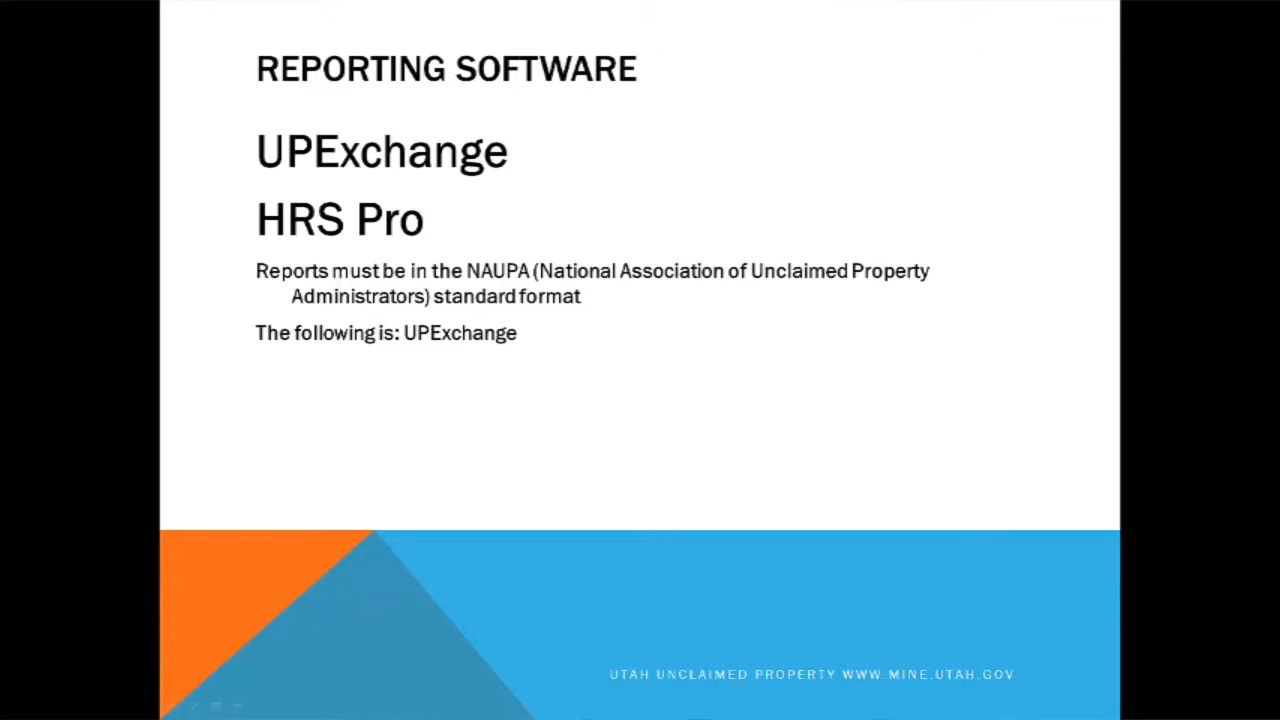 REPORTING SOFTWARE
UPExchange
HRS Pro
Reports must be in the NAUPA (National Association of Unclaimed Property
Administrators) standard format
The following is: UPExchange
UTAH UNCLAIMED PROPERTY WWW.MINE.UTAH.GOV